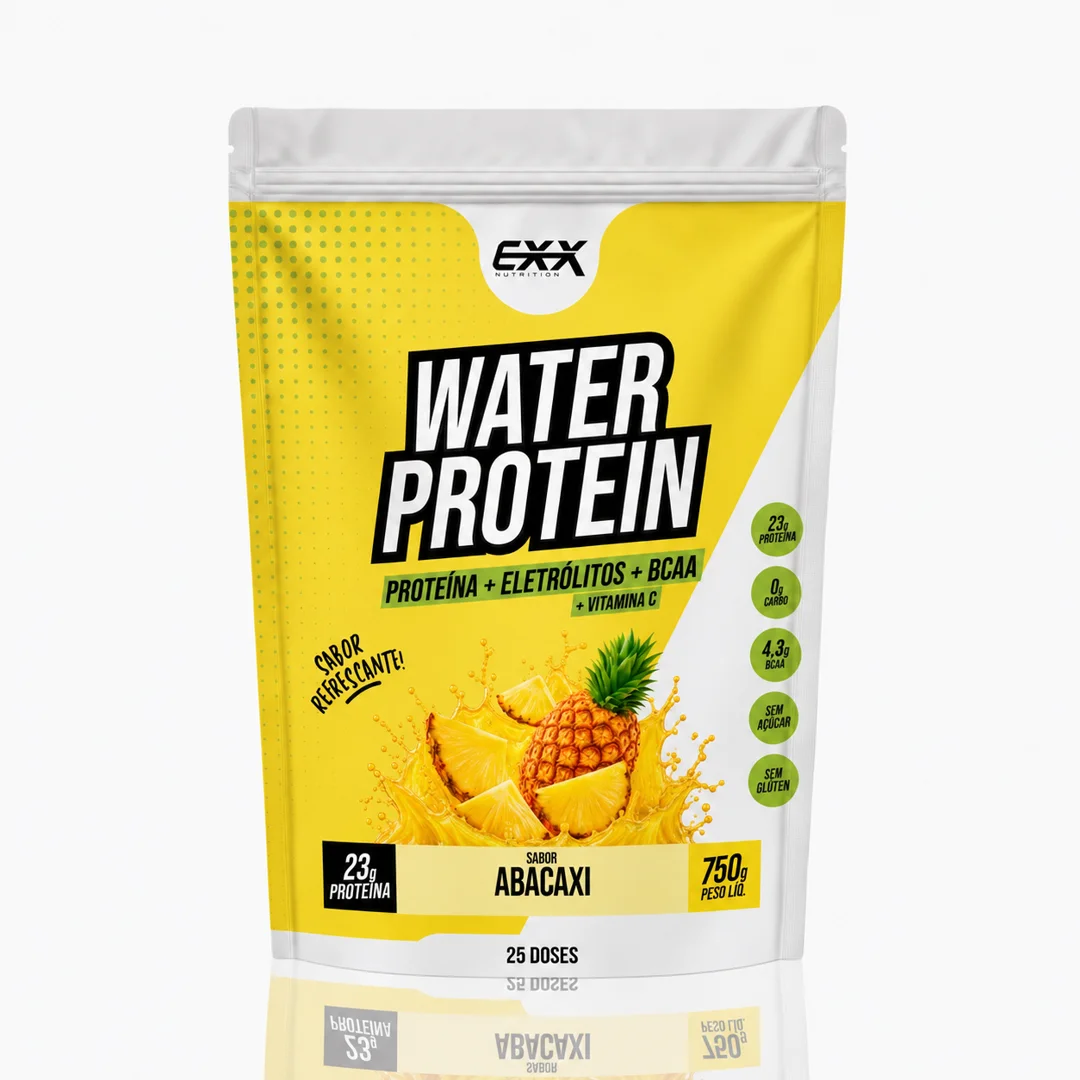 EXX
NUTRITION
WATER
PROTEIN
PROTEÍNA + ELETRÓLITOS + BCAA
+ VITAMINA C
SABOR
REFRESCANTE!
23g
PROTEÍNA
0g
CARBO
4,3g
BCAA
SEM
AÇÚCAR
SEM
GLÚTEN
23g
PROTEÍNA
SABOR
ABACAXI
750g
PESO LÍQ.
25 DOSES